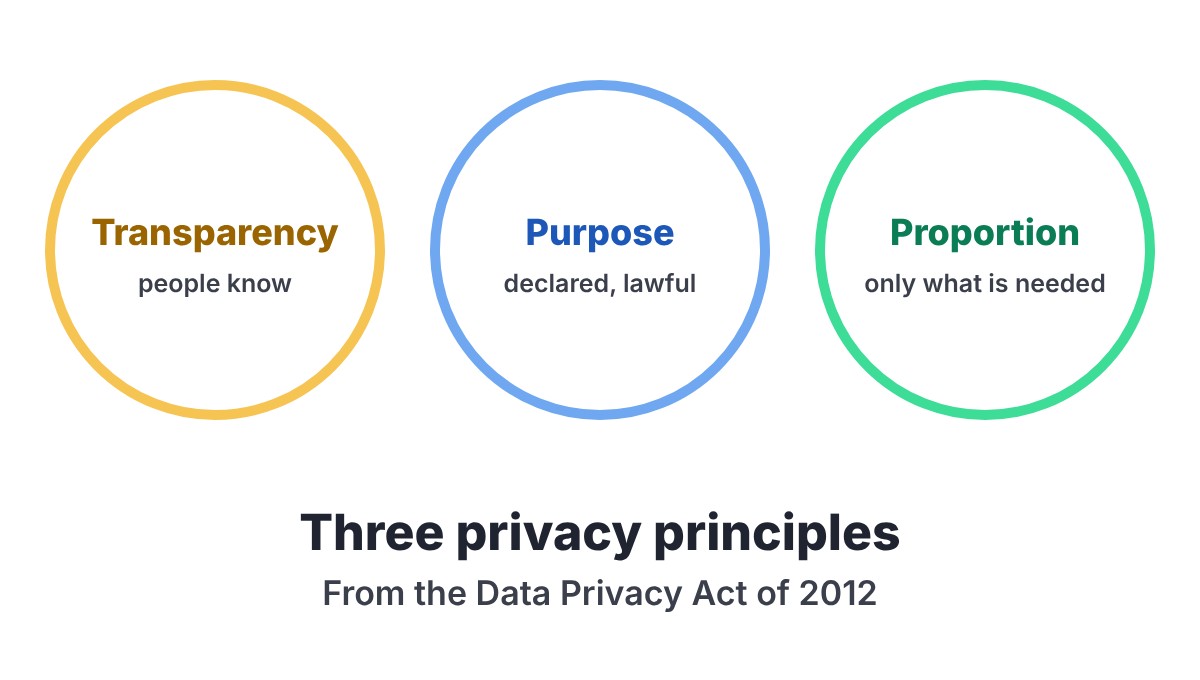 Transparency
people know
Purpose
declared, lawful
Proportion
only what is needed
Three privacy principles
From the Data Privacy Act of 2012